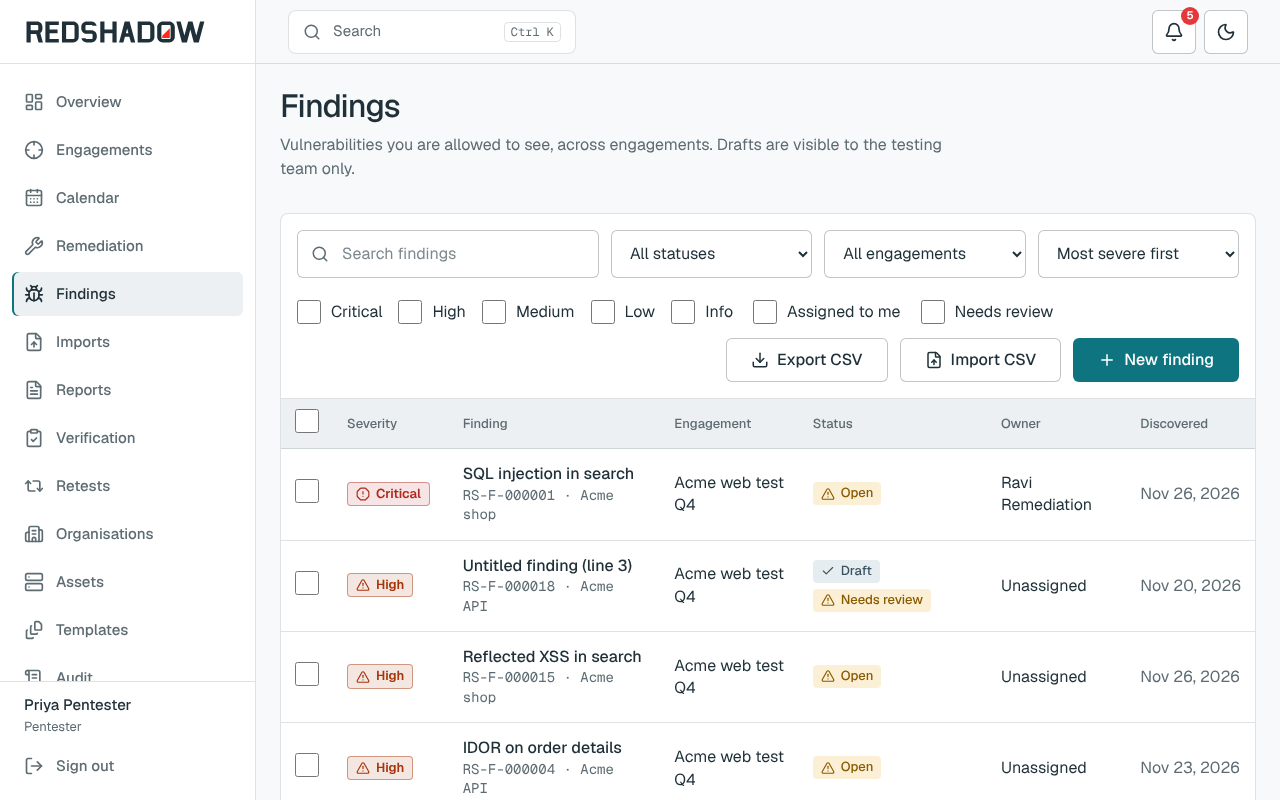 REDSHADOW
Search
Ctrl K
5
Overview
Engagements
Calendar
Remediation
Findings
Imports
Reports
Verification
Retests
Organisations
Assets
Templates
Audit
Priya Pentester
Pentester
Sign out
Findings
Vulnerabilities you are allowed to see, across engagements. Drafts are visible to the testing
team only.
Search findings
All statuses
All engagements
Most severe first
Critical
High
Medium
Low
Info
Assigned to me
Needs review
Export CSV
Import CSV
New finding
Severity
Finding
Engagement
Status
Owner
Discovered
Critical
SQL injection in search
RS-F-000001 · Acme
shop
Acme web test
Q4
Open
Ravi
Remediation
Nov 26, 2026
High
Untitled finding (line 3)
RS-F-000018 · Acme
API
Acme web test
Q4
Draft
Needs review
Unassigned
Nov 20, 2026
High
Reflected XSS in search
RS-F-000015 · Acme
shop
Acme web test
Q4
Open
Unassigned
Nov 26, 2026
High
IDOR on order details
RS-F-000004 · Acme
API
Acme web test
Q4
Open
Unassigned
Nov 23, 2026